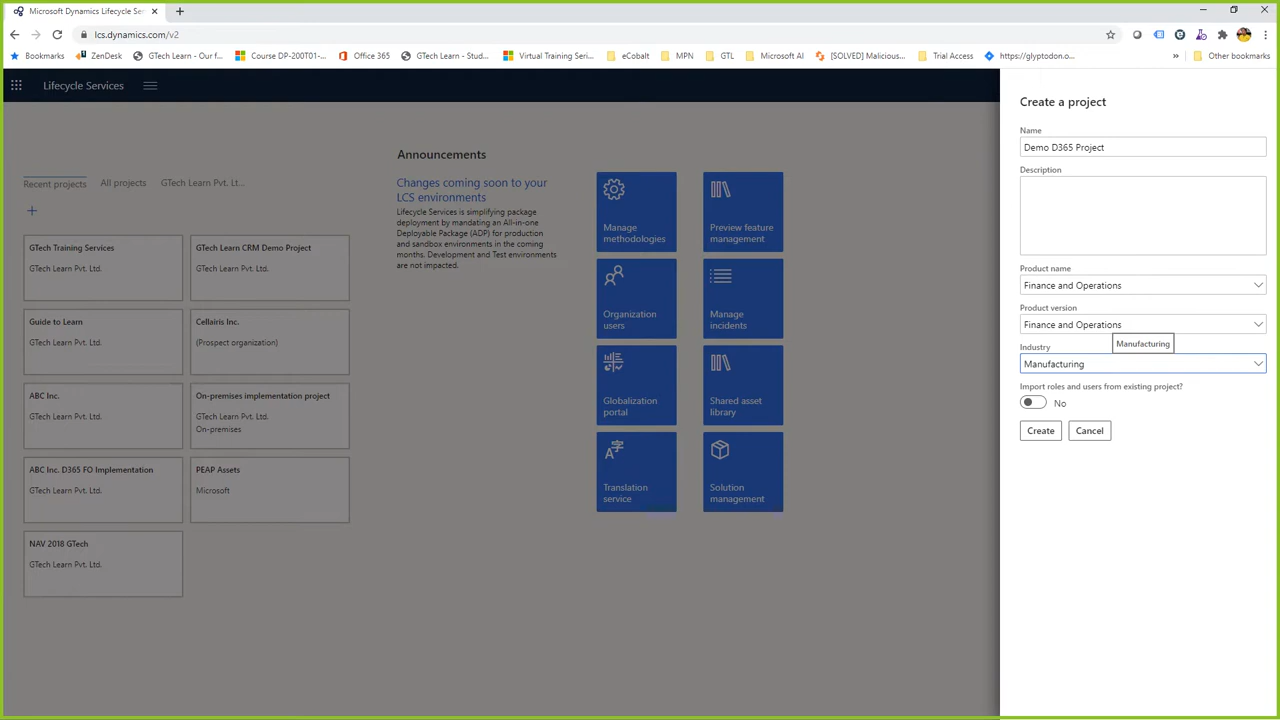 Microsoft Dynamics Lifecycle Ser
lcs.dynamics.com/v2
Bookmarks
ZenDesk
GTech Learn - Our f...
Course DP-200T01-...
Office 365
GTech Learn - Stud...
Virtual Training Seri...
eCobalt
MPN
GTL
Microsoft AI
[SOLVED] Malicious...
Trial Access
https://glyptodon.o...
»
Other bookmarks
Lifecycle Services
Recent projects
All projects
GTech Learn Pvt. Lt...
GTech Training Services
GTech Learn Pvt. Ltd.
GTech Learn CRM Demo Project
GTech Learn Pvt. Ltd.
Guide to Learn
GTech Learn Pvt. Ltd.
Cellairis Inc.
(Prospect organization)
ABC Inc.
GTech Learn Pvt. Ltd.
On-premises implementation project
GTech Learn Pvt. Ltd.
On-premises
ABC Inc. D365 FO Implementation
GTech Learn Pvt. Ltd.
PEAP Assets
Microsoft
NAV 2018 GTech
GTech Learn Pvt. Ltd.
Announcements
Changes coming soon to your
LCS environments
Lifecycle Services is simplifying package
deployment by mandating an All-in-one
Deployable Package (ADP) for production
and sandbox environments in the coming
months. Development and Test environments
are not impacted.
Manage
methodologies
Preview feature
management
Organization
users
Manage
incidents
Globalization
portal
Shared asset
library
Translation
service
Solution
management
Create a project
Name
Demo D365 Project
Description
Product name
Finance and Operations
Product version
Finance and Operations
Industry
Manufacturing
Manufacturing
Import roles and users from existing project?
No
Create
Cancel